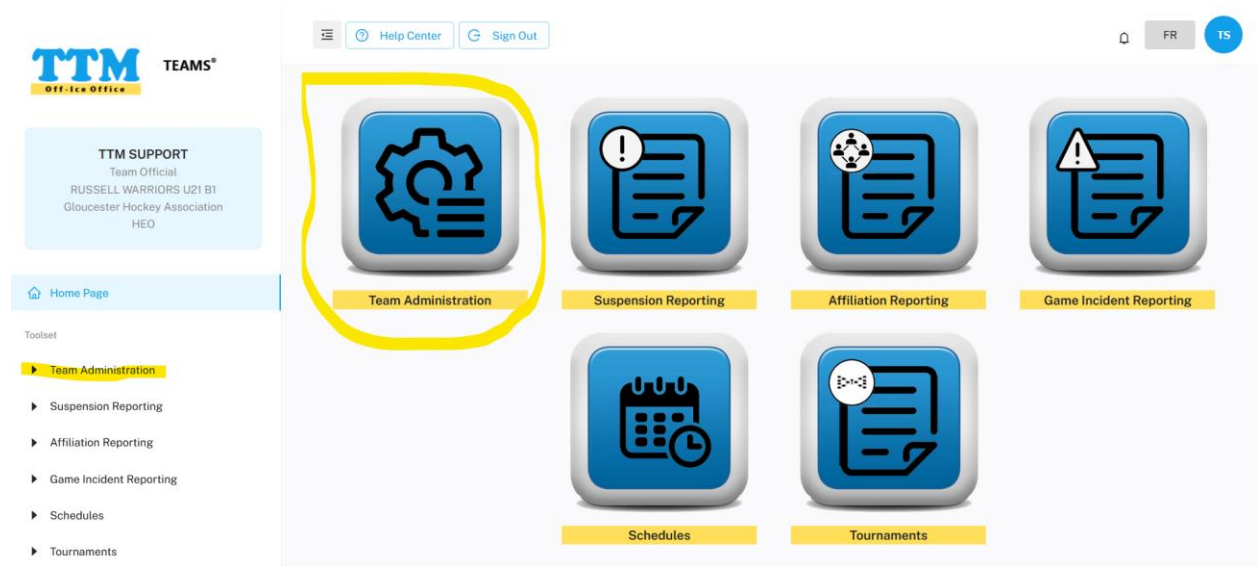 TTM
Off-Ice Office
TEAMS®
Help Center
Sign Out
FR
TS
TTM SUPPORT
Team Official
RUSSELL WARRIORS U21 B1
Gloucester Hockey Association
HEO
Home Page
Toolset
Team Administration
Suspension Reporting
Affiliation Reporting
Game Incident Reporting
Schedules
Tournaments
Team Administration
Suspension Reporting
Affiliation Reporting
Game Incident Reporting
Schedules
Tournaments